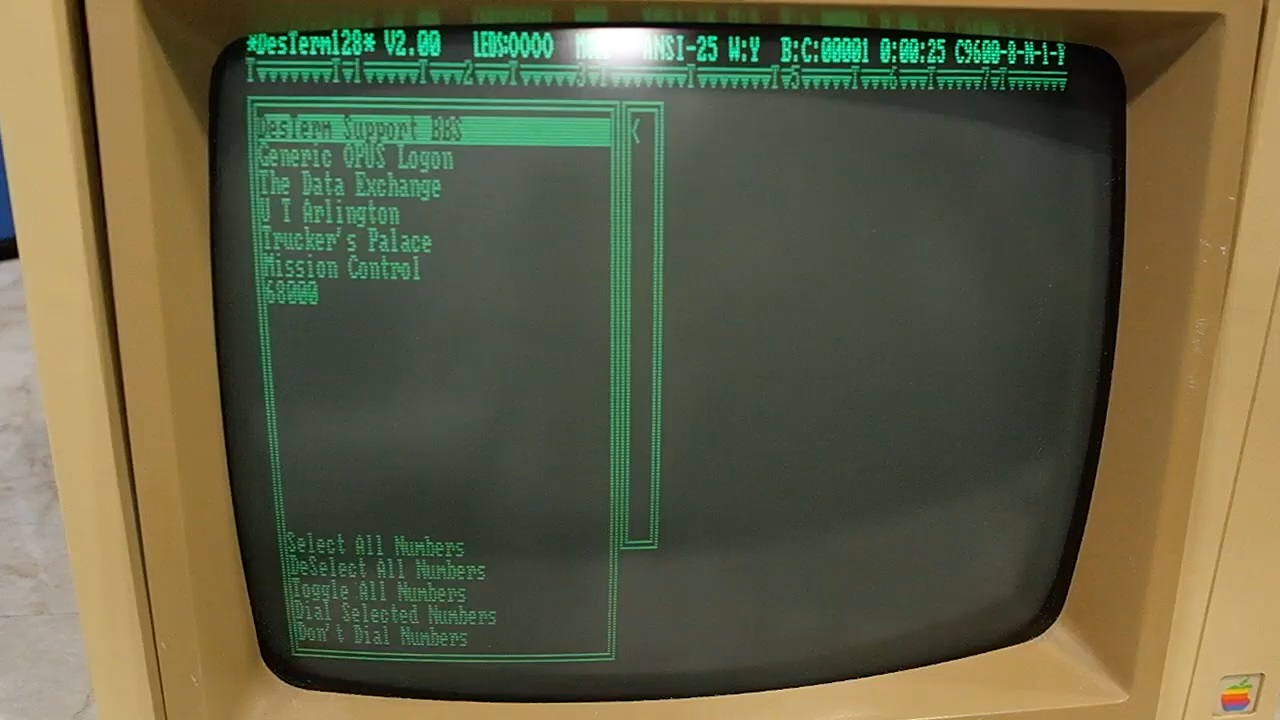 *DesTerm128* V2.00 LEDS:0000 ANSI-25 W:Y B:C:00001 0:00:25 C9600-8-N-1-
DesTerm Support BBS
Generic OPUS Logon
The Data Exchange
U T Arlington
Trucker's Palace
Mission Control
68000
Select All Numbers
DeSelect All Numbers
Toggle All Numbers
Dial Selected Numbers
Don't Dial Numbers